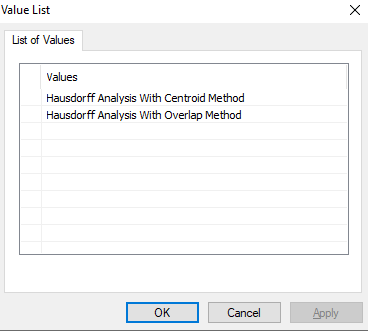 Value List
List of Values
Values
Hausdorff Analysis With Centroid Method
Hausdorff Analysis With Overlap Method
OK
Cancel
Apply